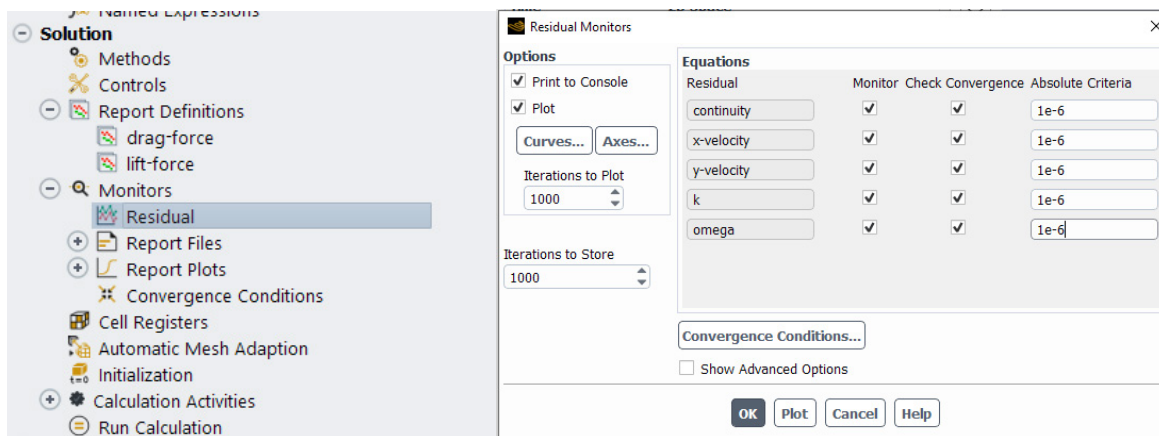 Named Expressions
Solution
Methods
Controls
Report Definitions
drag-force
lift-force
Monitors
Residual
Report Files
Report Plots
Convergence Conditions
Cell Registers
Automatic Mesh Adaption
t=0 Initialization
Calculation Activities
Run Calculation
Residual Monitors
Options
Print to Console
Plot
Curves... Axes...
Iterations to Plot
1000
Iterations to Store
1000
Equations
Residual Monitor Check Convergence Absolute Criteria
continuity 1e-6
x-velocity 1e-6
y-velocity 1e-6
k 1e-6
omega 1e-6
Convergence Conditions...
Show Advanced Options
OK Plot Cancel Help